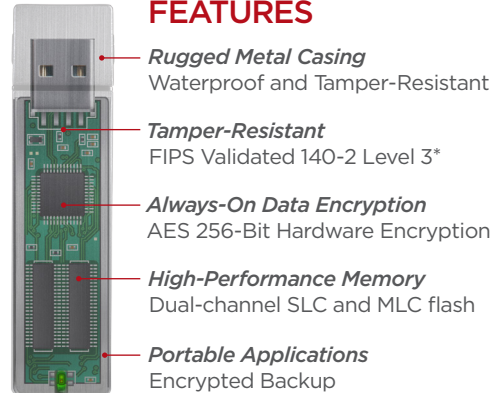 FEATURES
Rugged Metal Casing
Waterproof and Tamper-Resistant
Tamper-Resistant
FIPS Validated 140-2 Level 3*
Always-On Data Encryption
AES 256-Bit Hardware Encryption
High-Performance Memory
Dual-channel SLC and MLC flash
Portable Applications
Encrypted Backup